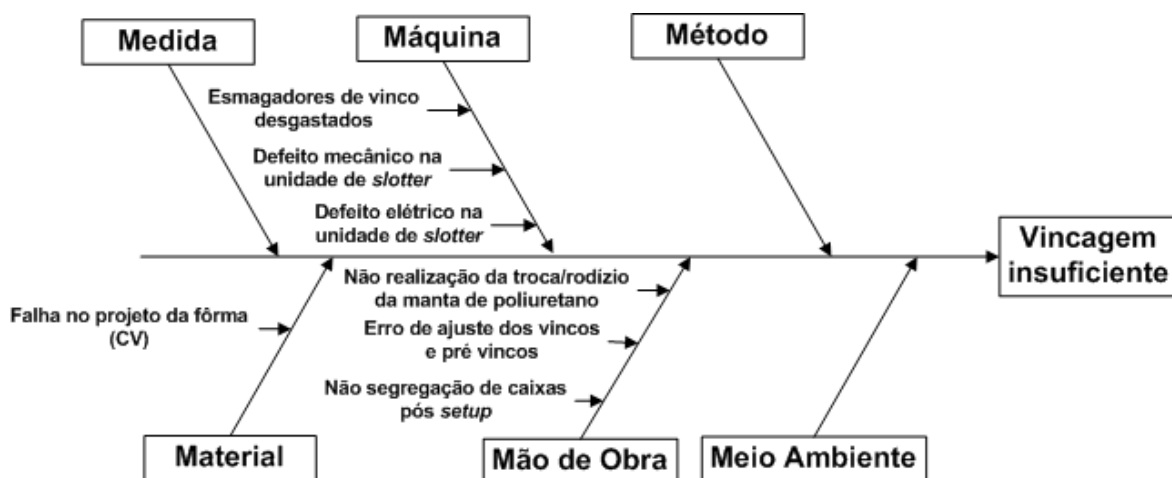 Medida
Máquina
Método
Esmagadores de vinco
desgastados
Defeito mecânico na
unidade de slotter
Defeito elétrico na
unidade de slotter
Vincagem
insuficiente
Não realização da troca/rodízio
da manta de poliuretano
Falha no projeto da fôrma
(CV)
Erro de ajuste dos vincos
e pré vincos
Não segregação de caixas
pós setup
Material
Mão de Obra
Meio Ambiente